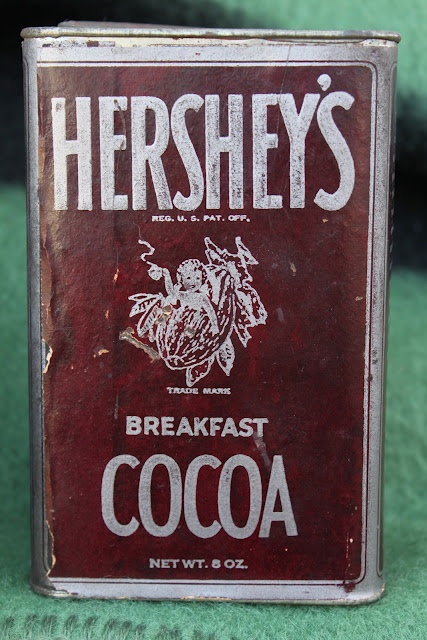 HERSHEY'S
REG. U. S. PAT. OFF.
TRADE MARK
BREAKFAST
COCOA
NET WT. 8 OZ.